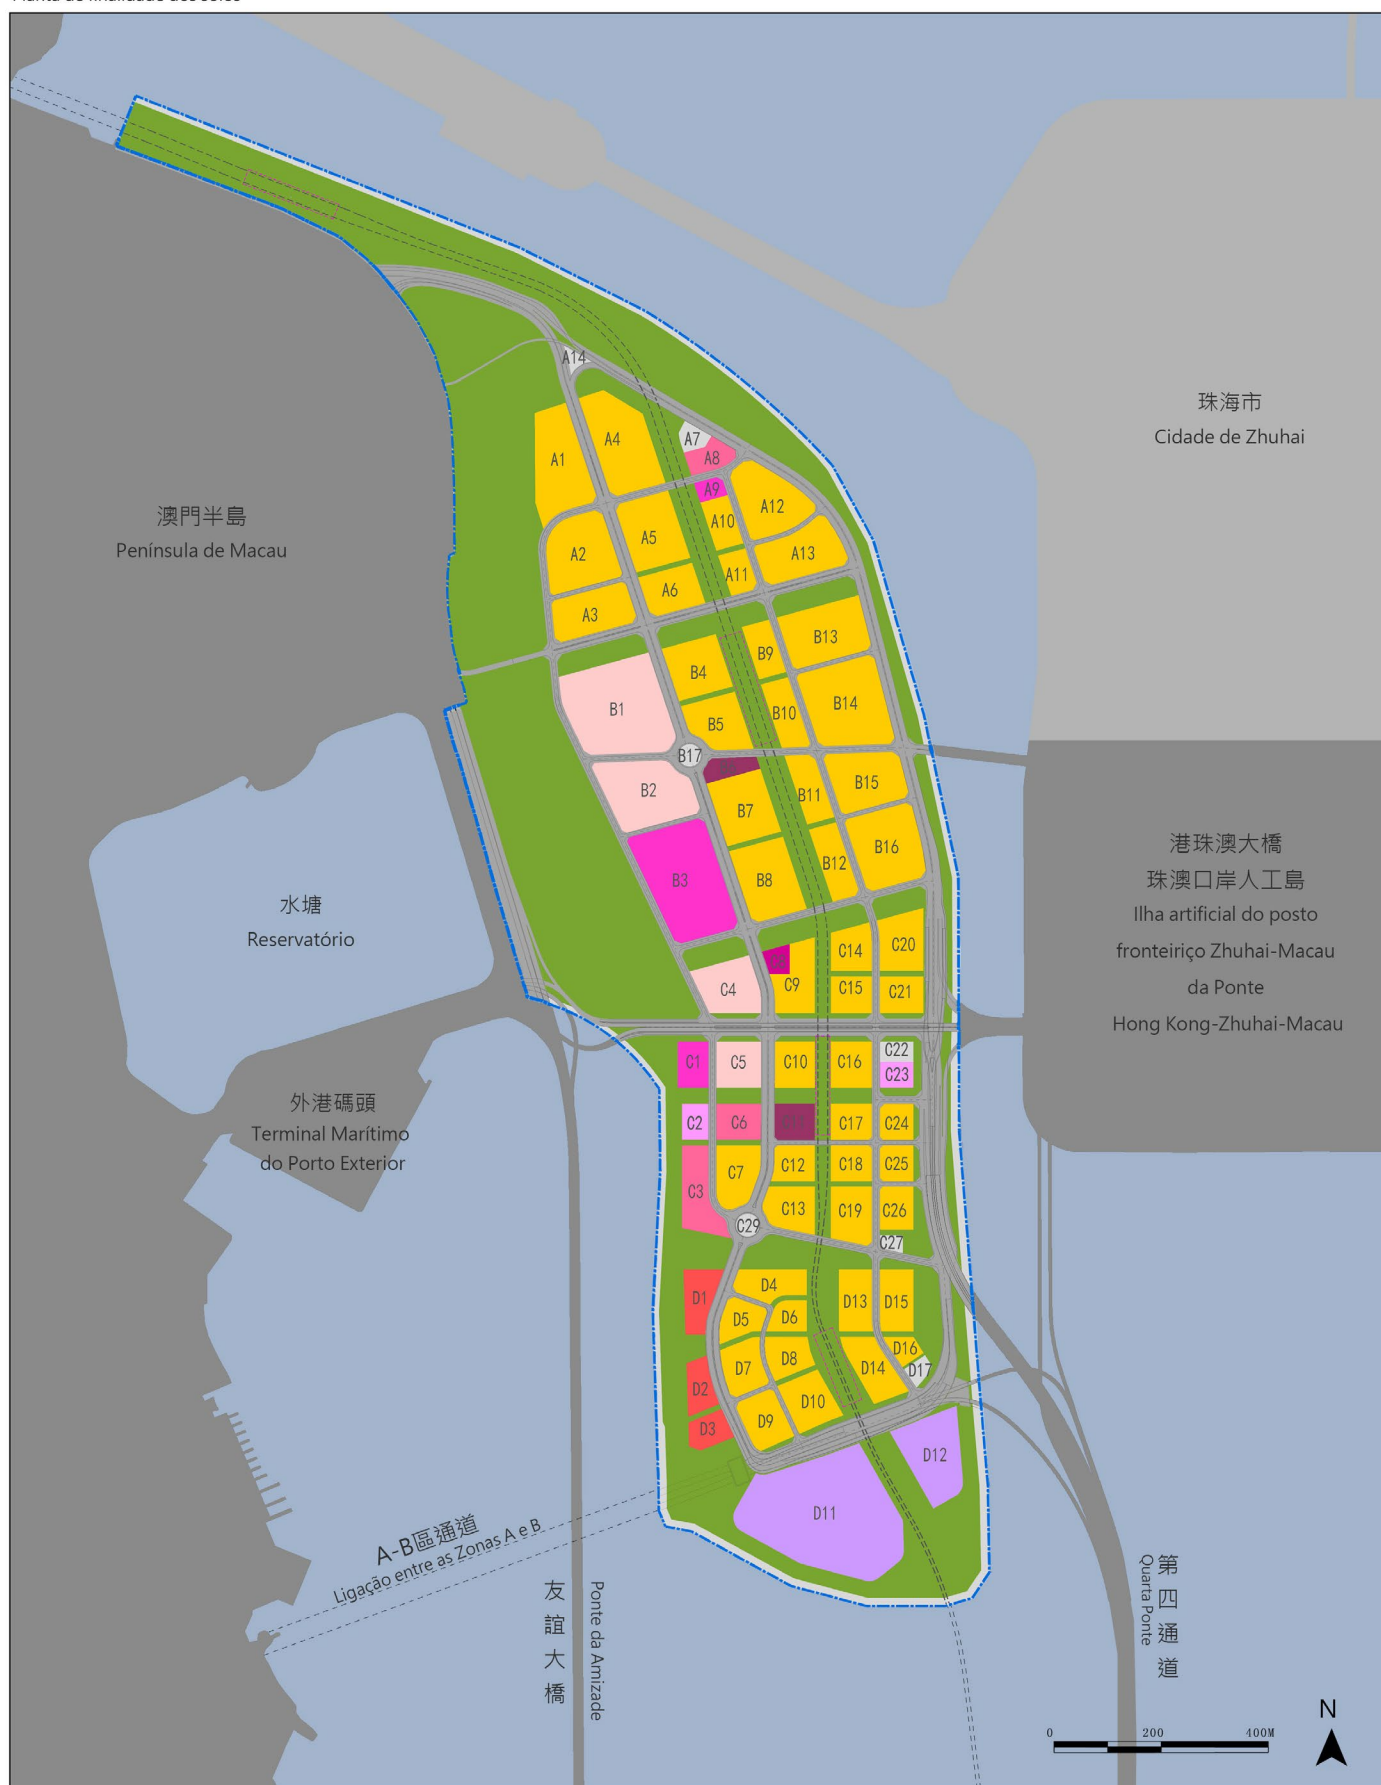 A14
A4
A7
A8
A1
A9
A12
A10
A5
A2
A13
A11
A6
A3
B13
B9
B4
B14
B1
B10
B5
B17
B15
B2
B11
B7
B16
B12
B3
B8
C20
C14
C8
C9
C15
C21
C4
C22
C1
C5
C10
C16
C23
C2
C6
C11
C17
C24
C7
C12
C18
C25
C3
C13
C19
C26
C29
C27
D4
D1
D13
D15
D5
D6
D16
D7
D8
D14
D17
D2
D10
D9
D3
D12
D11
珠海市
Cidade de Zhuhai
澳門半島
Península de Macau
港珠澳大橋
珠澳口岸人工島
Ilha artificial do posto
fronteiriço Zhuhai-Macau
da Ponte
Hong Kong-Zhuhai-Macau
水塘
Reservatório
外港碼頭
Terminal Marítimo
do Porto Exterior
A-B區通道
Ligação entre as Zonas A e B
友誼大橋
Ponte da Amizade
第四通道
Quarta Ponte
N
0 200 400M